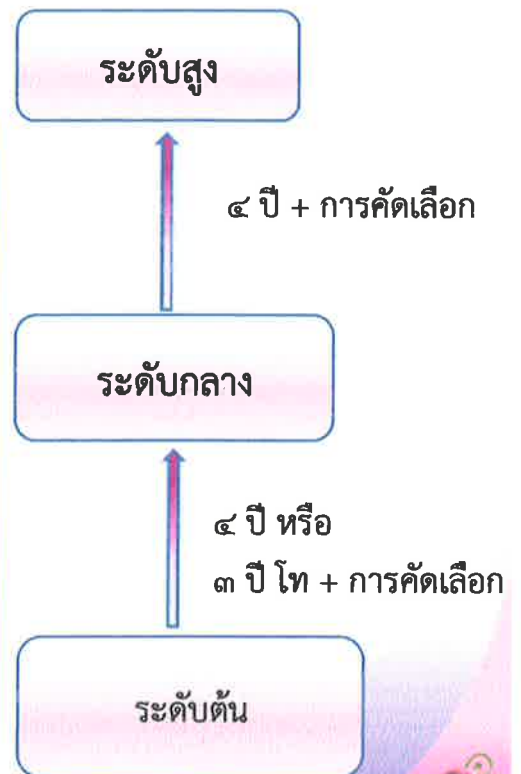 ระดับสูง
๔ ปี + การคัดเลือก
ระดับกลาง
๔ ปี หรือ
๓ ปี โท + การคัดเลือก
ระดับต้น